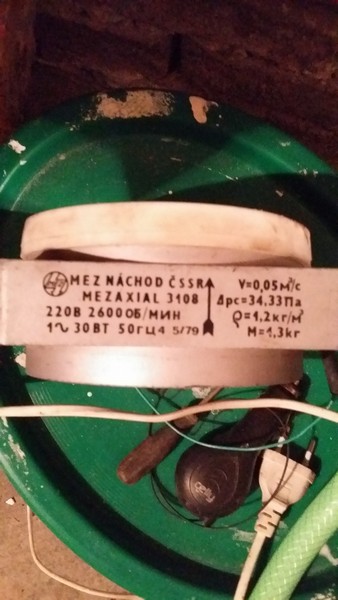 MEZ NÁCHOD ČSSR
MEZAXIAL 3108
220В 2600ОБ/МИН
1∿ 30ВТ 50ГЦ4 5/79
V=0,05м³/с
Δpc=34,33Па
ρ=1,2кг/м³
М=1,3кг